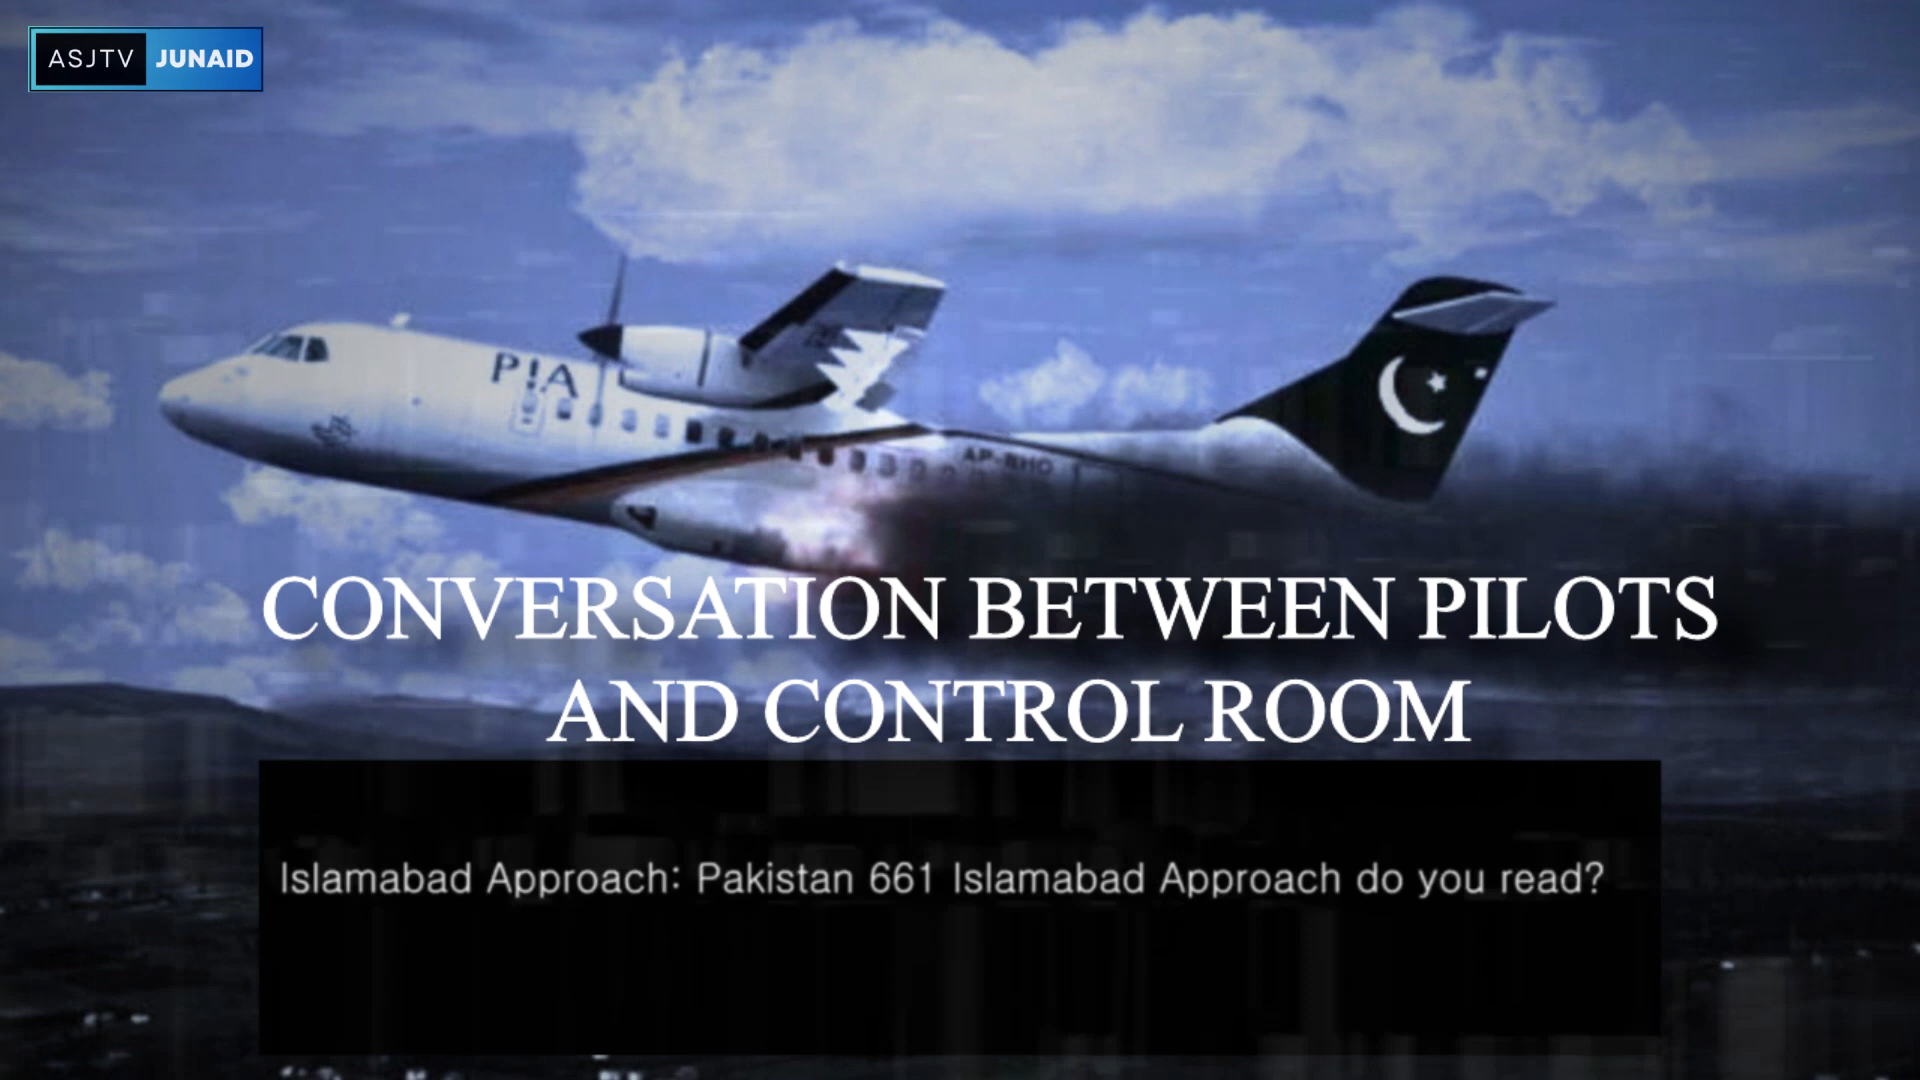 ASJTV JUNAID
PIA
CONVERSATION BETWEEN PILOTS
AND CONTROL ROOM
Islamabad Approach: Pakistan 661 Islamabad Approach do you read?